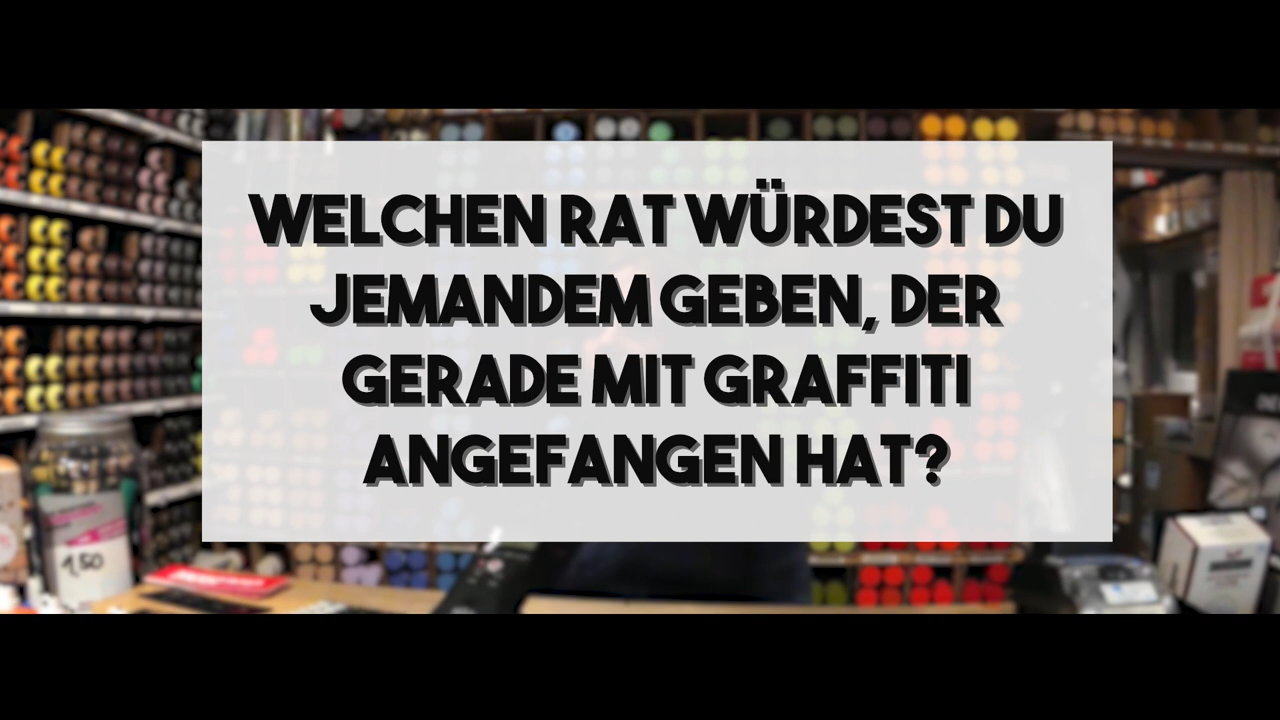 WELCHEN RAT WÜRDEST DU
JEMANDEM GEBEN, DER
GERADE MIT GRAFFITI
ANGEFANGEN HAT?
1,50